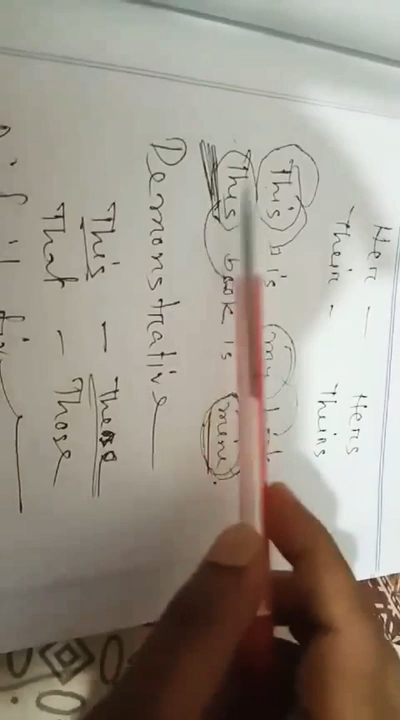 Her - Hers
Their - Theirs
This is my
This book is mine.
Demonstrative
This - These
That - Those